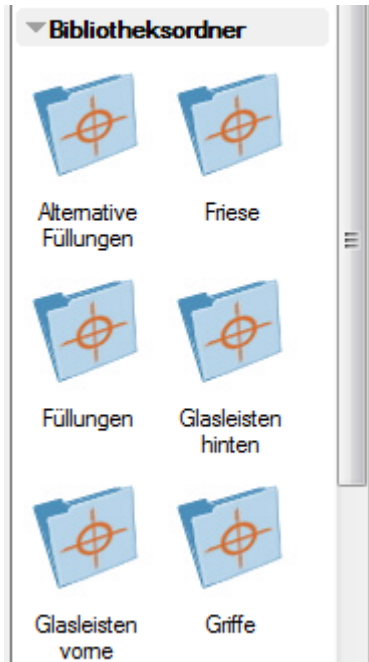 Bibliotheksordner
Alternative
Füllungen
Friese
Füllungen
Glasleisten
hinten
Glasleisten
vorne
Griffe